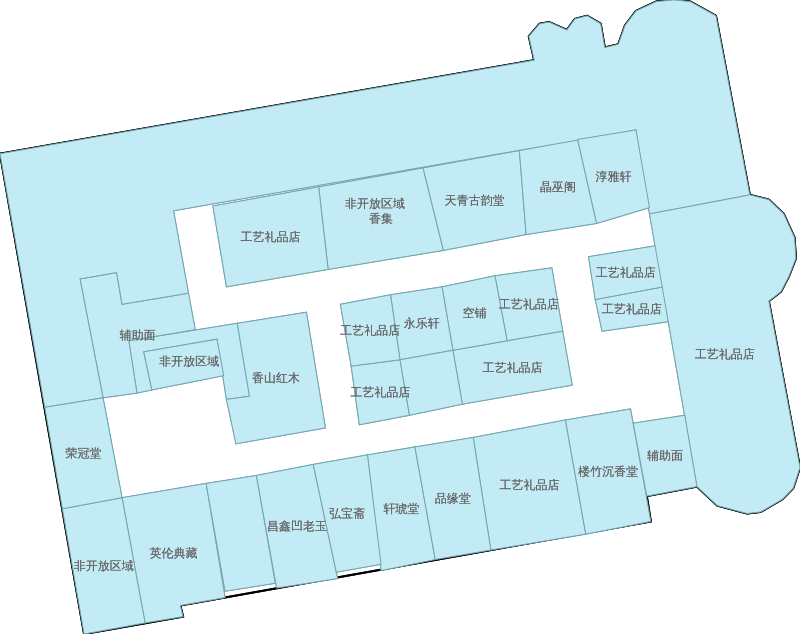 淳雅轩
晶巫阁
天青古韵堂
非开放区域
香集
工艺礼品店
工艺礼品店
工艺礼品店
工艺礼品店
空铺
永乐轩
工艺礼品店
辅助面
非开放区域
香山红木
工艺礼品店
工艺礼品店
工艺礼品店
荣冠堂
辅助面
楼竹沉香堂
工艺礼品店
品缘堂
轩琥堂
弘宝斋
昌鑫凹老玉
英伦典藏
非开放区域